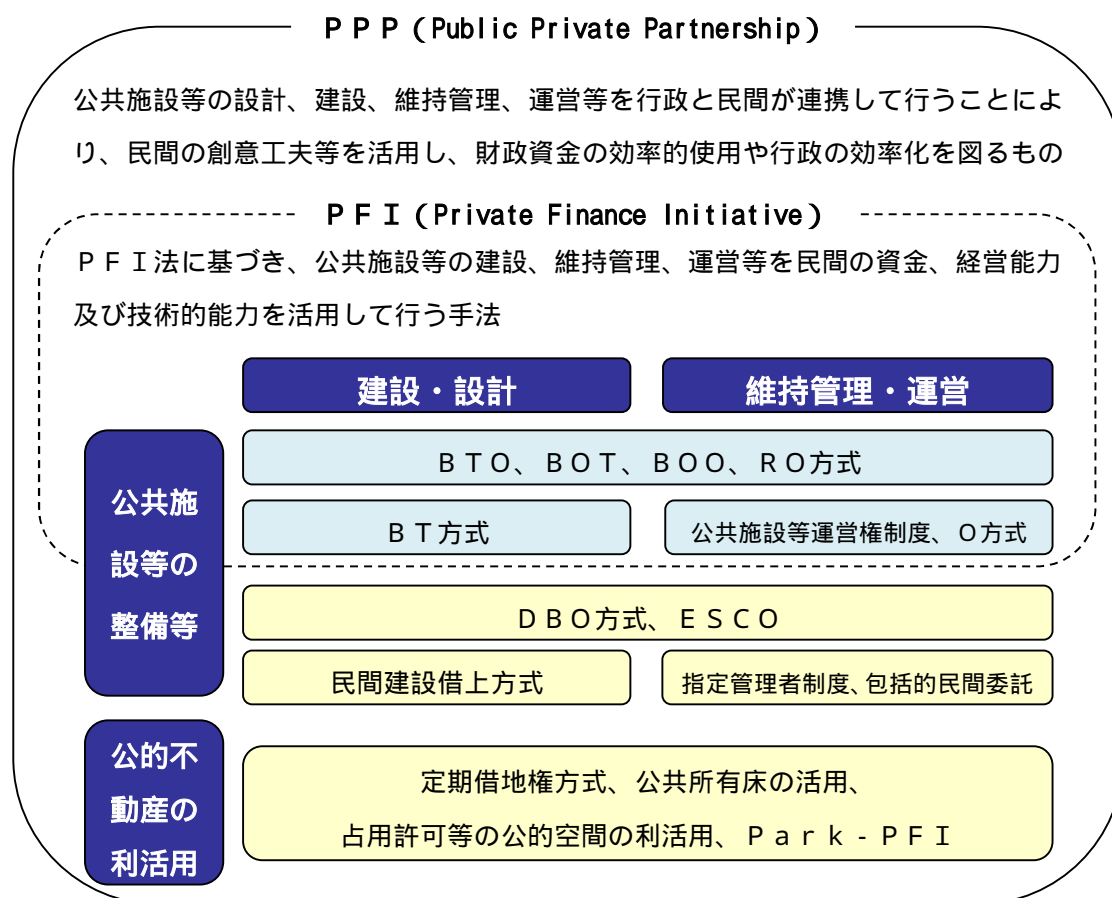 ＰＰＰ（Public Private Partnership）
公共施設等の設計、建設、維持管理、運営等を行政と民間が連携して行うことによ
り、民間の創意工夫等を活用し、財政資金の効率的使用や行政の効率化を図るもの
ＰＦＩ（Private Finance Initiative）
ＰＦＩ法に基づき、公共施設等の建設、維持管理、運営等を民間の資金、経営能力
及び技術的能力を活用して行う手法
建設・設計
維持管理・運営
公共施
設等の
整備等
ＢＴＯ、ＢＯＴ、ＢＯＯ、ＲＯ方式
ＢＴ方式
公共施設等運営権制度、Ｏ方式
ＤＢＯ方式、ＥＳＣＯ
民間建設借上方式
指定管理者制度、包括的民間委託
公的不
動産の
利活用
定期借地権方式、公共所有床の活用、
占用許可等の公的空間の利活用、Ｐａｒｋ‐ＰＦＩ